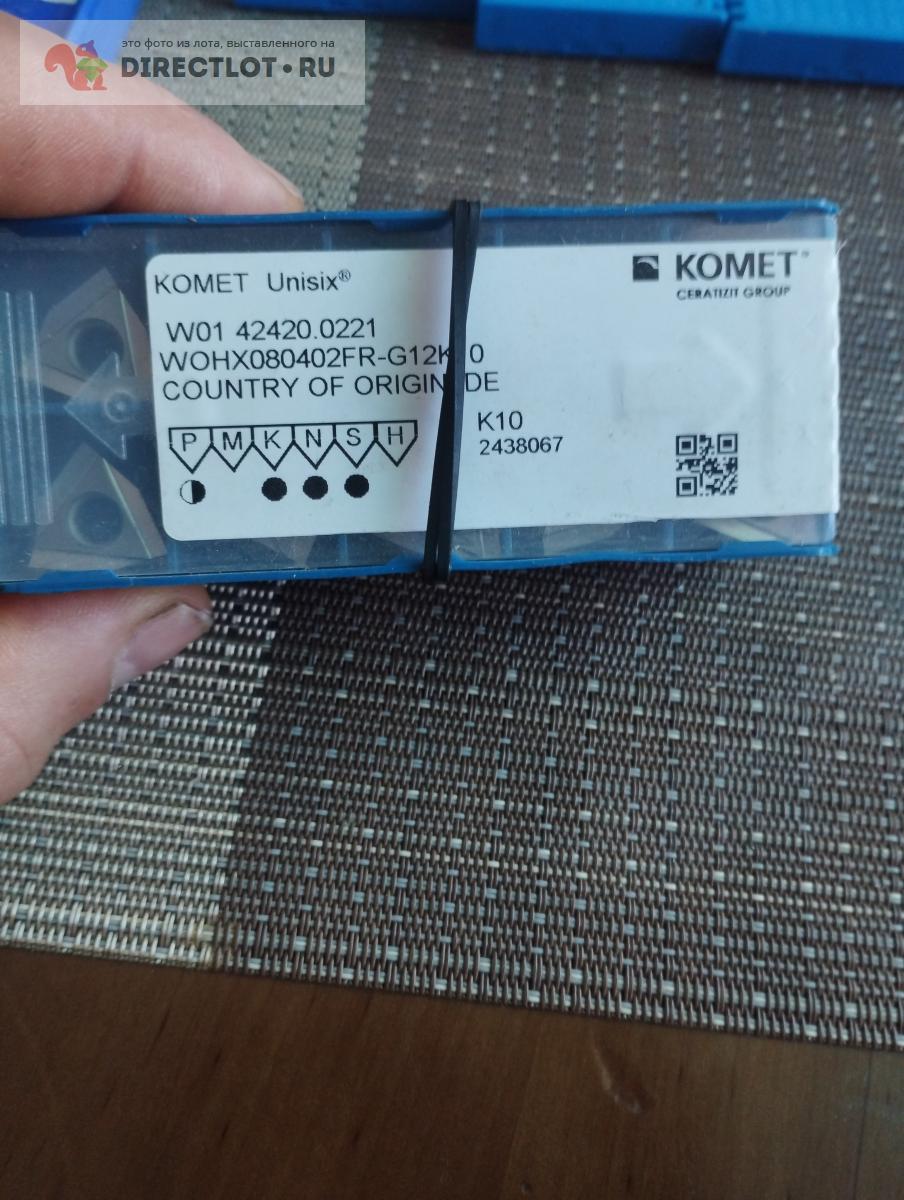 это фото из лота, выставленного на
DIRECTLOT•RU
KOMET Unisix®
KOMET®
CERATIZIT GROUP
W01 42420.0221
WOHX080402FR-G12K 0
COUNTRY OF ORIGIN DE
P M K N S H
K10
2438067